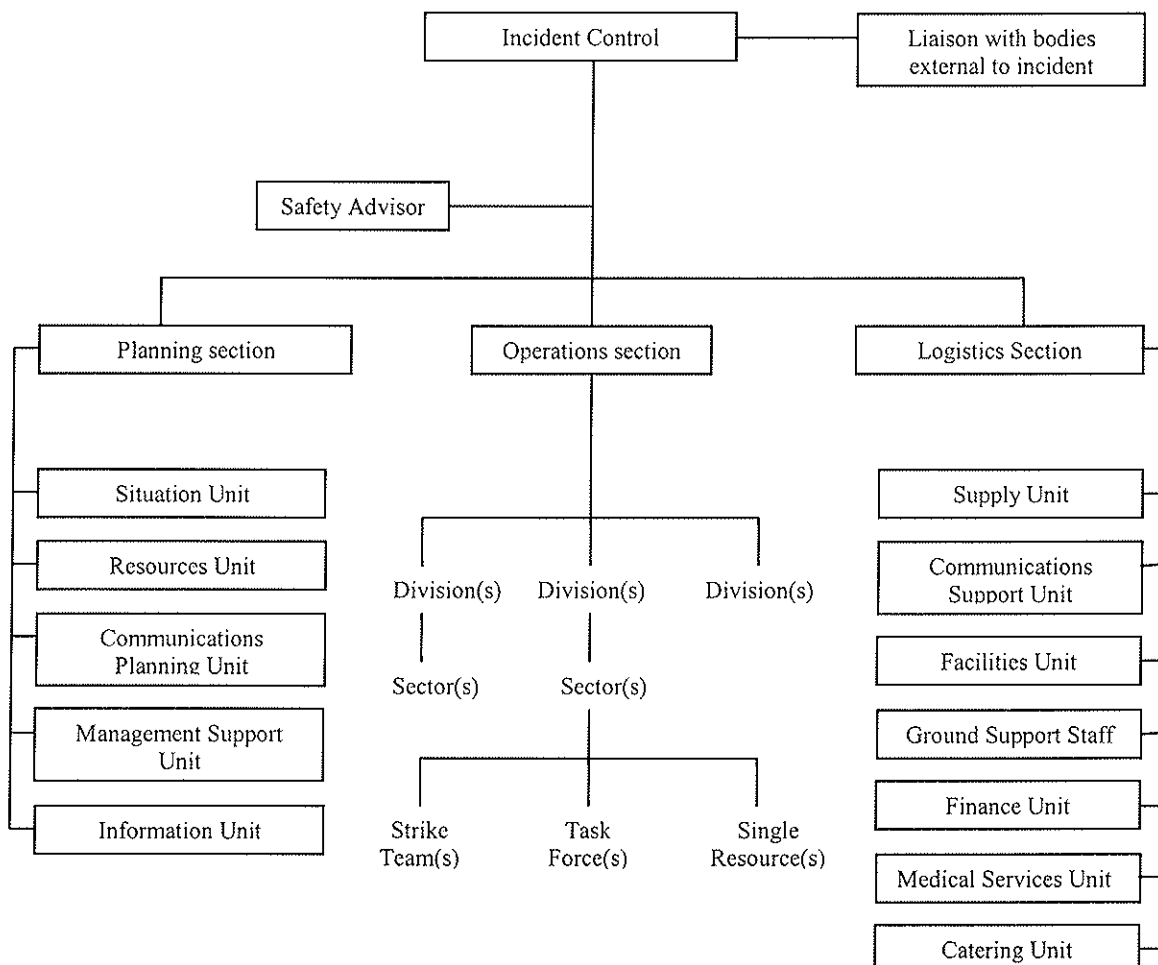 Incident Control
Liaison with bodies
external to incident
Safety Advisor
Planning section
Operations section
Logistics Section
Situation Unit
Resources Unit
Communications
Planning Unit
Management Support
Unit
Information Unit
Division(s)
Division(s)
Division(s)
Sector(s)
Sector(s)
Strike
Team(s)
Task
Force(s)
Single
Resource(s)
Supply Unit
Communications
Support Unit
Facilities Unit
Ground Support Staff
Finance Unit
Medical Services Unit
Catering Unit